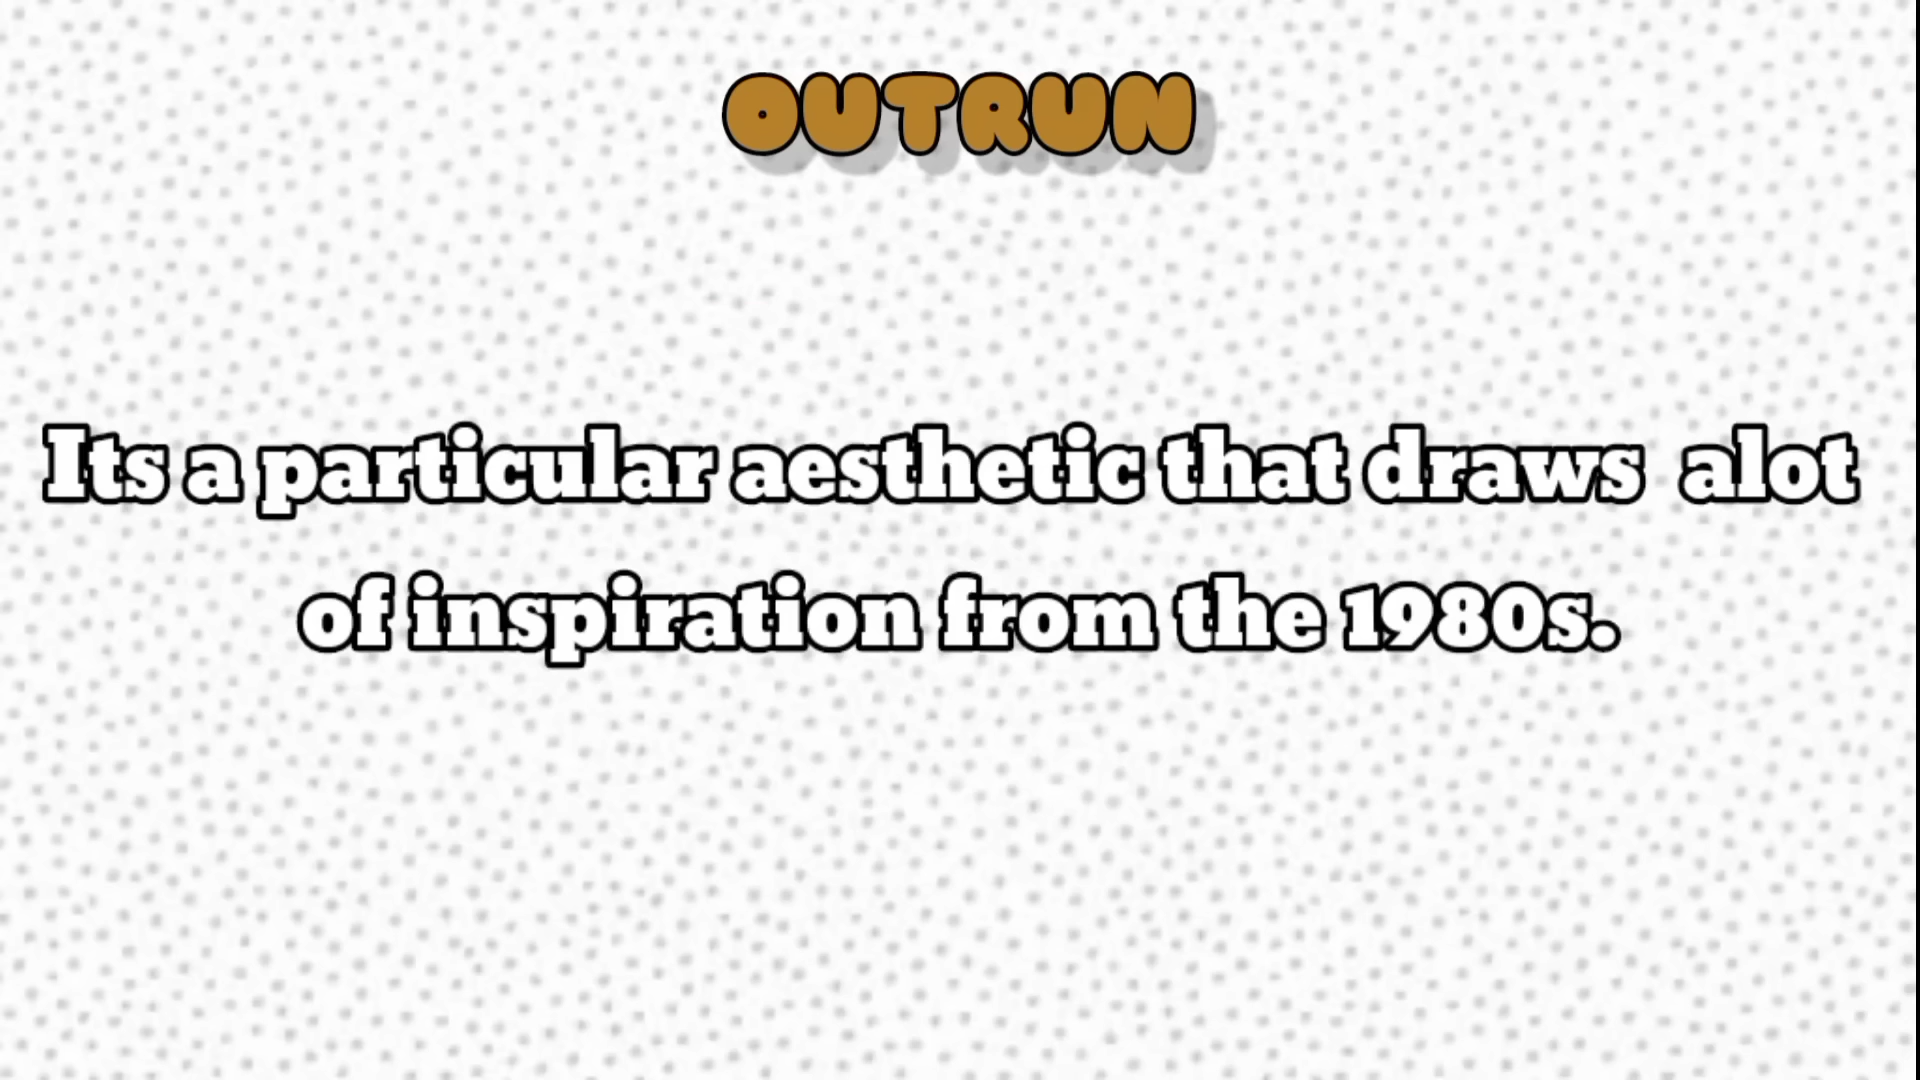 OUTRUN
Its a particular aesthetic that draws  alot
of inspiration from the 1980s.